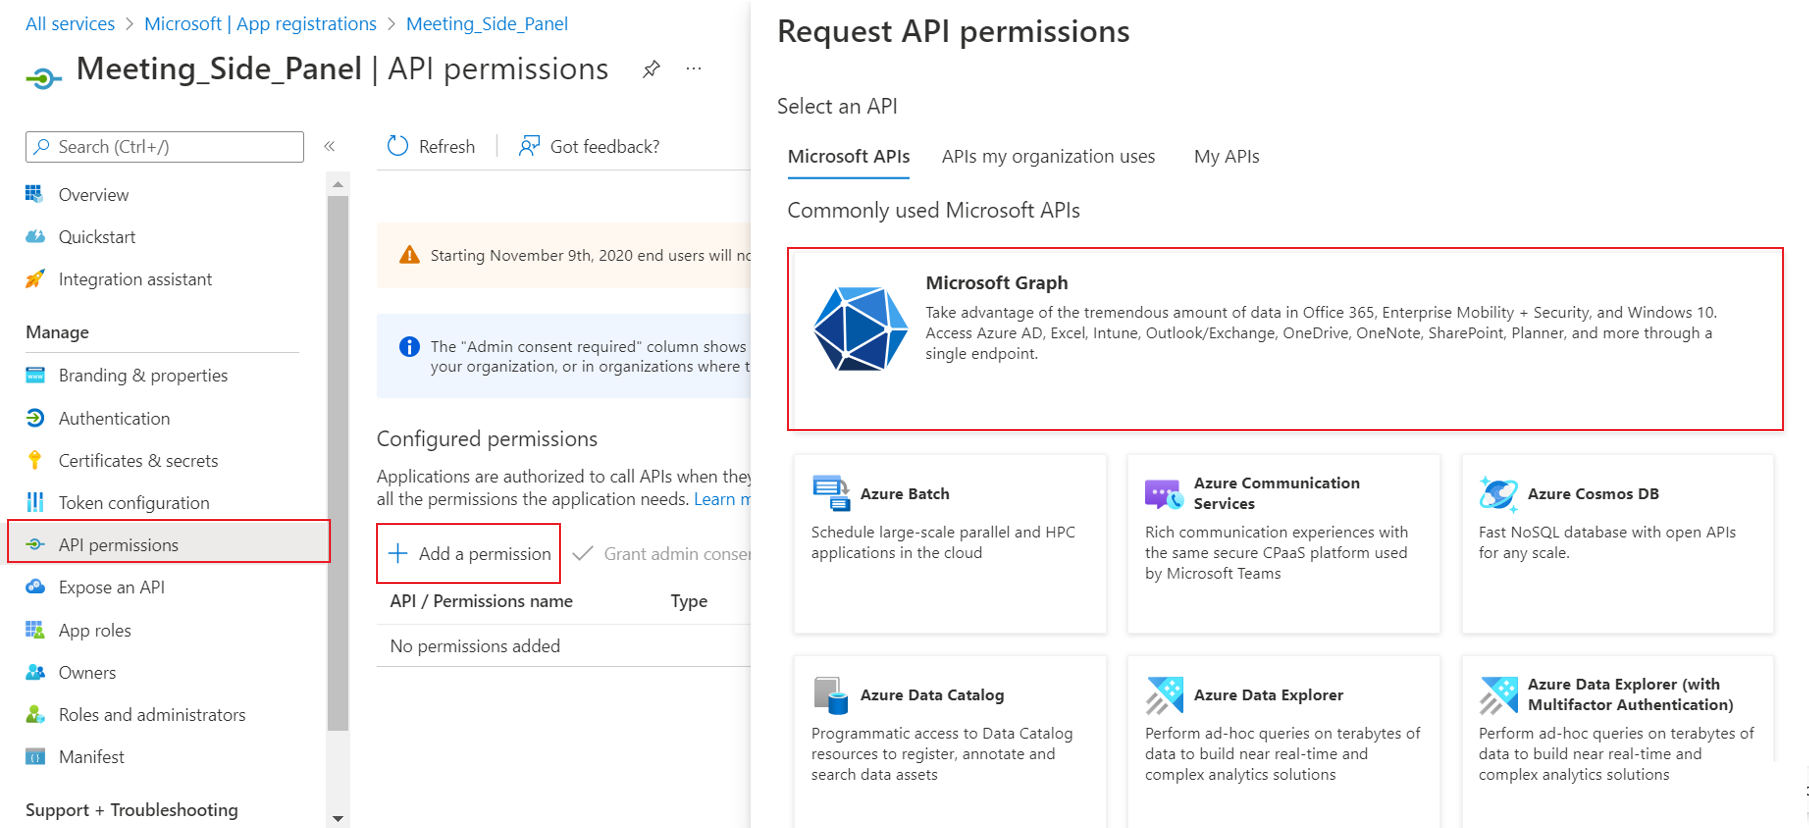 All services > Microsoft | App registrations > Meeting_Side_Panel
Meeting_Side_Panel | API permissions
Search (Ctrl+/)
Overview
Quickstart
Integration assistant
Manage
Branding & properties
Authentication
Certificates & secrets
Token configuration
API permissions
Expose an API
App roles
Owners
Roles and administrators
Manifest
Support + Troubleshooting
Refresh
Got feedback?
Starting November 9th, 2020 end users will no
The "Admin consent required" column shows
your organization, or in organizations where t
Configured permissions
Applications are authorized to call APIs when they
all the permissions the application needs. Learn m
Add a permission
Grant admin conser
API / Permissions name Type
No permissions added
Request API permissions
Select an API
Microsoft APIs APIs my organization uses My APIs
Commonly used Microsoft APIs
Microsoft Graph
Take advantage of the tremendous amount of data in Office 365, Enterprise Mobility + Security, and Windows 10.
Access Azure AD, Excel, Intune, Outlook/Exchange, OneDrive, OneNote, SharePoint, Planner, and more through a
single endpoint.
Azure Batch
Schedule large-scale parallel and HPC
applications in the cloud
Azure Communication
Services
Rich communication experiences with
the same secure CPaaS platform used
by Microsoft Teams
Azure Cosmos DB
Fast NoSQL database with open APIs
for any scale.
Azure Data Catalog
Programmatic access to Data Catalog
resources to register, annotate and
search data assets
Azure Data Explorer
Perform ad-hoc queries on terabytes of
data to build near real-time and
complex analytics solutions
Azure Data Explorer (with
Multifactor Authentication)
Perform ad-hoc queries on terabytes of
data to build near real-time and
complex analytics solutions